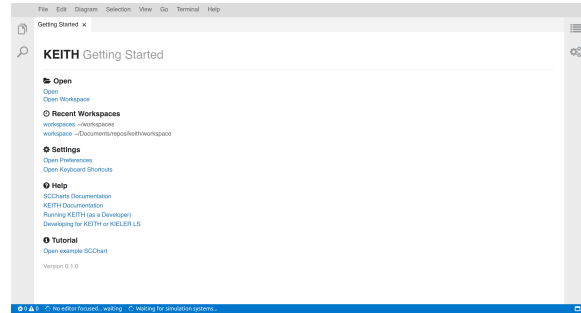 File Edit Diagram Selection View Go Terminal Help
Getting Started ×
KEITH Getting Started
Open
Open
Open Workspace
Recent Workspaces
workspaces ~/workspaces
workspace ~/Documents/repos/keith/workspace
Settings
Open Preferences
Open Keyboard Shortcuts
Help
SCCharts Documentation
KEITH Documentation
Running KEITH (as a Developer)
Developing for KEITH or KIELER LS
Tutorial
Open example SCChart
Version 0.1.0
0 0 No editor focused... waiting Waiting for simulation systems...